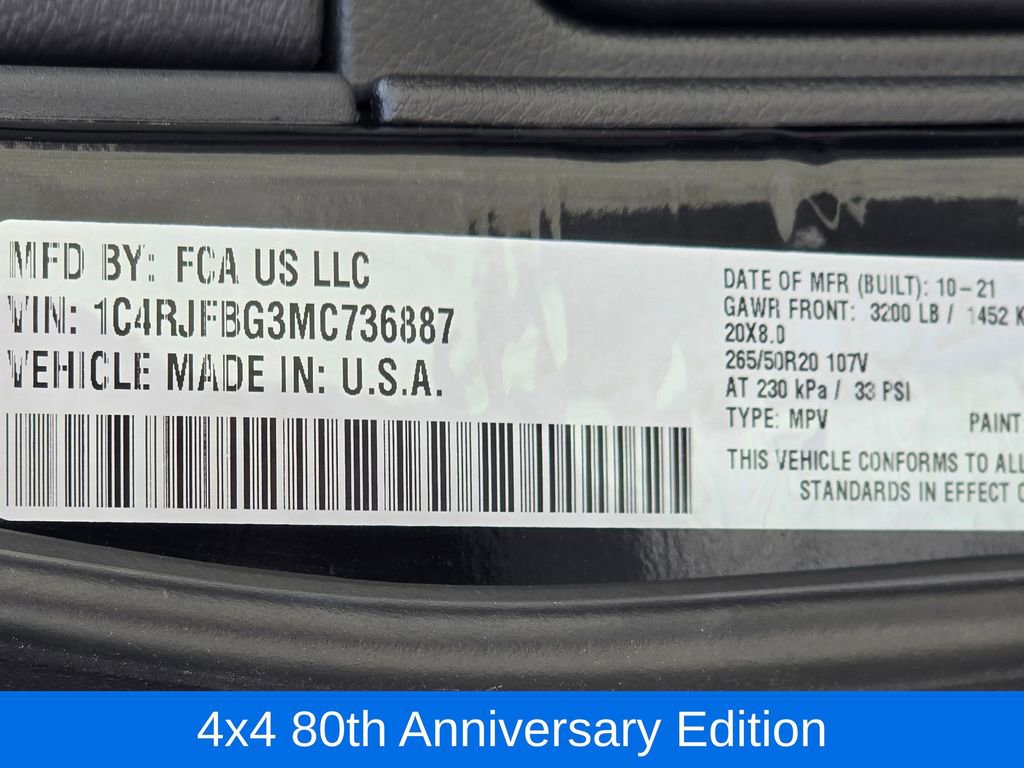 MFD BY: FCA US LLC
VIN: 1C4RJFBG3MC736887
VEHICLE MADE IN: U.S.A.
DATE OF MFR (BUILT): 10-21
GAWR FRONT: 3200 LB / 1452 K
20X8.0
265/50R20 107V
AT 230 kPa / 33 PSI
TYPE: MPV PAINT:
THIS VEHICLE CONFORMS TO ALL
STANDARDS IN EFFECT O
4x4 80th Anniversary Edition